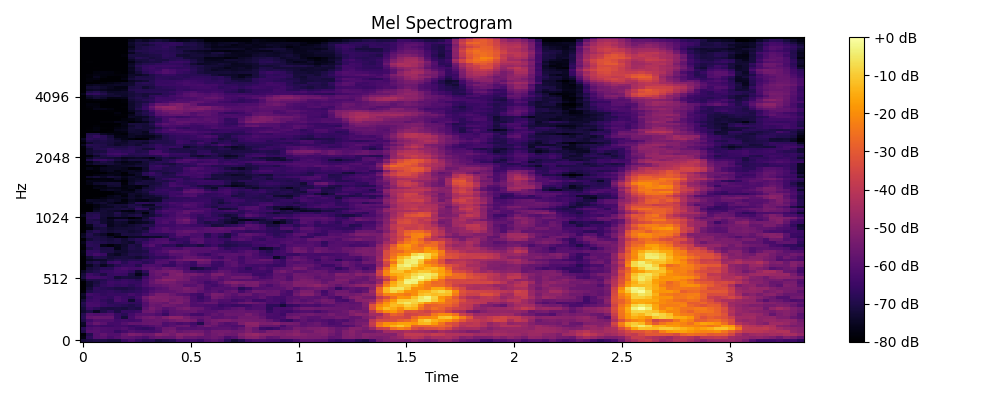 Mel Spectrogram
+0 dB
-10 dB
-20 dB
-30 dB
-40 dB
-50 dB
-60 dB
-70 dB
-80 dB
4096
2048
1024
512
0
Hz
0
0.5
1
1.5
2
2.5
3
Time